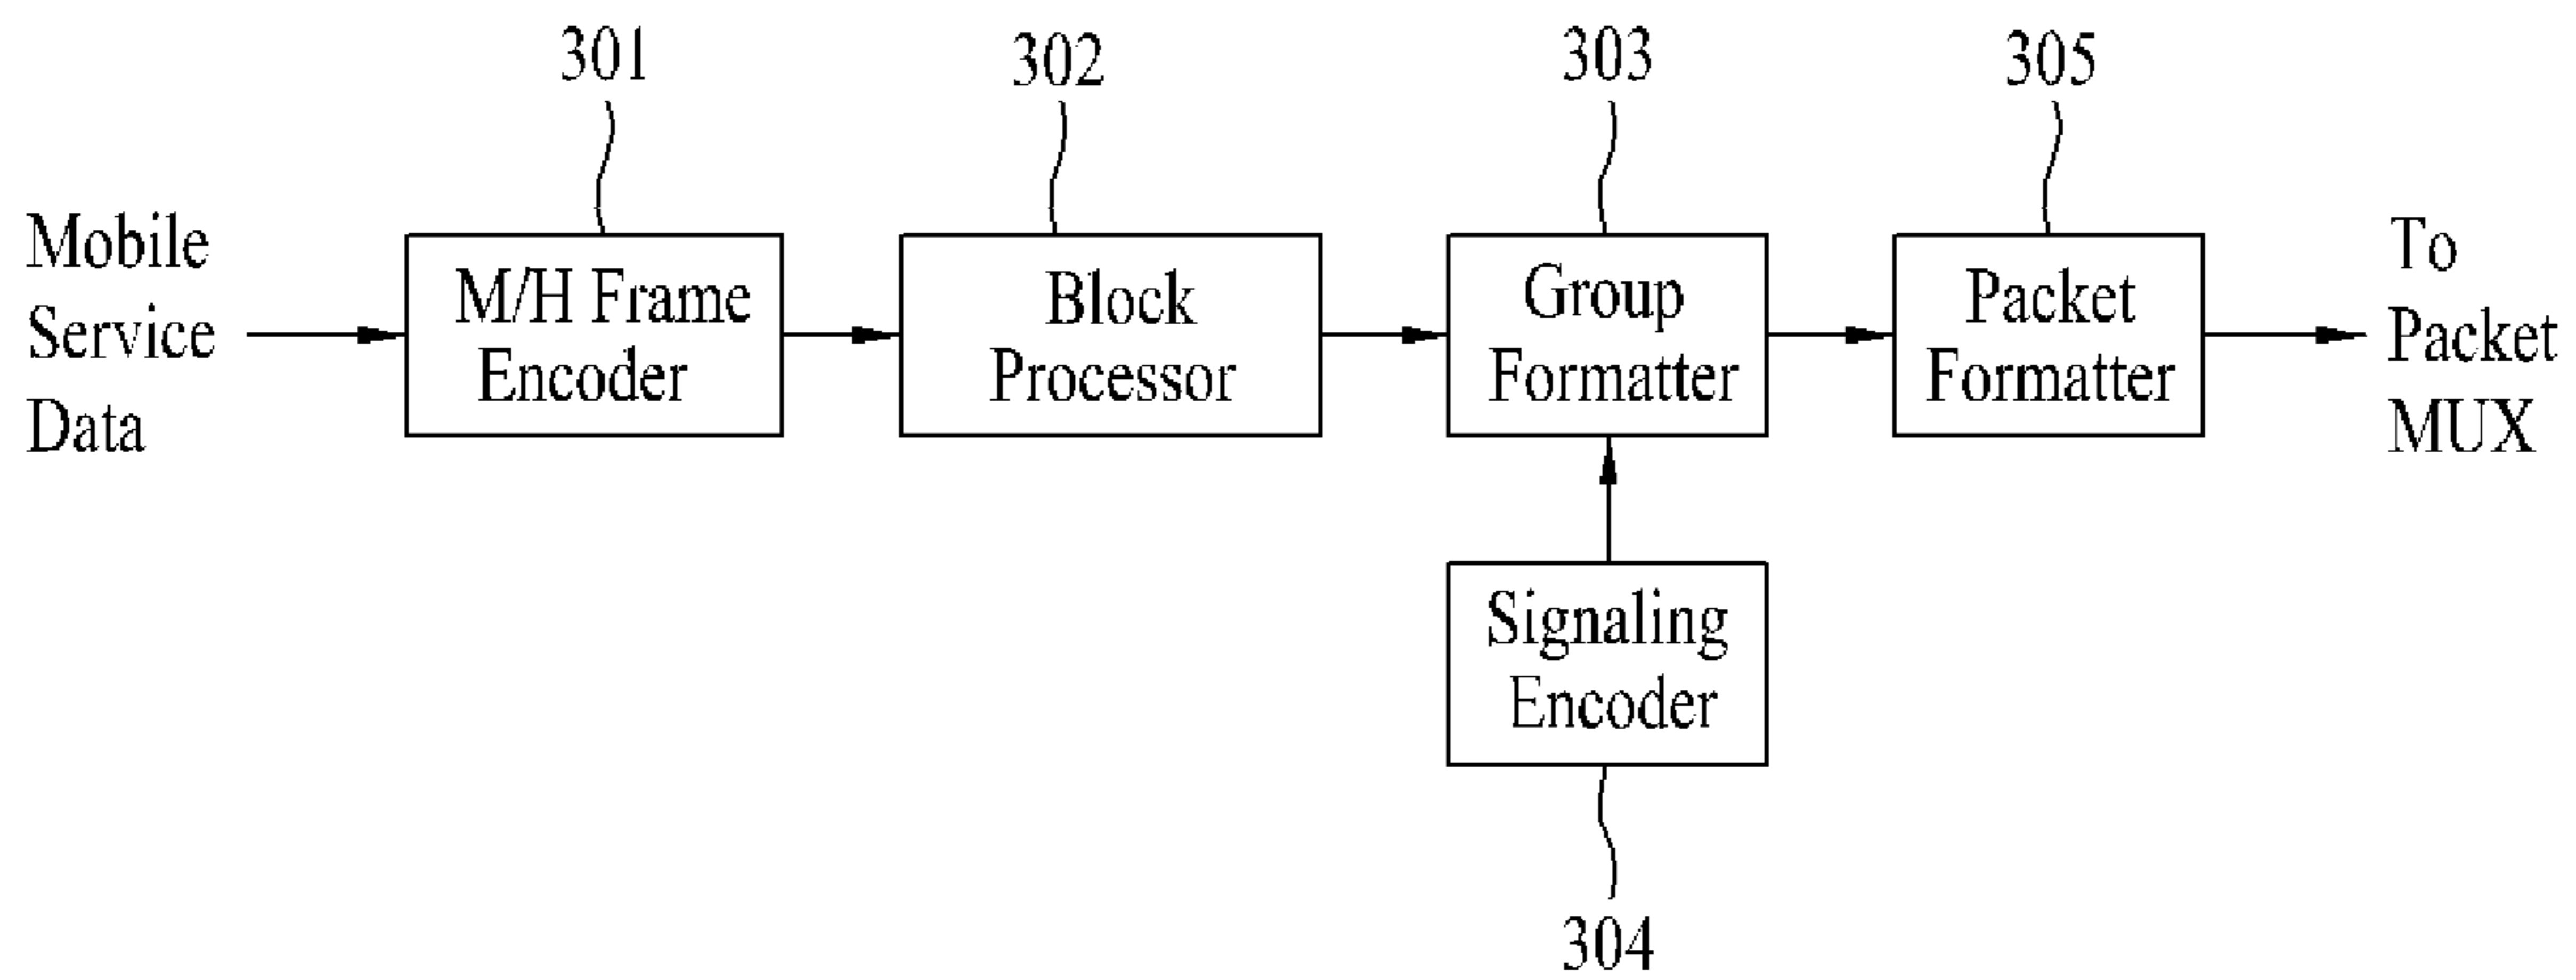 301
302
303
305
Mobile
Service
Data
M/H Frame
Encoder
Block
Processor
Group
Formatter
Packet
Formatter
To
Packet
MUX
Signaling
Encoder
304